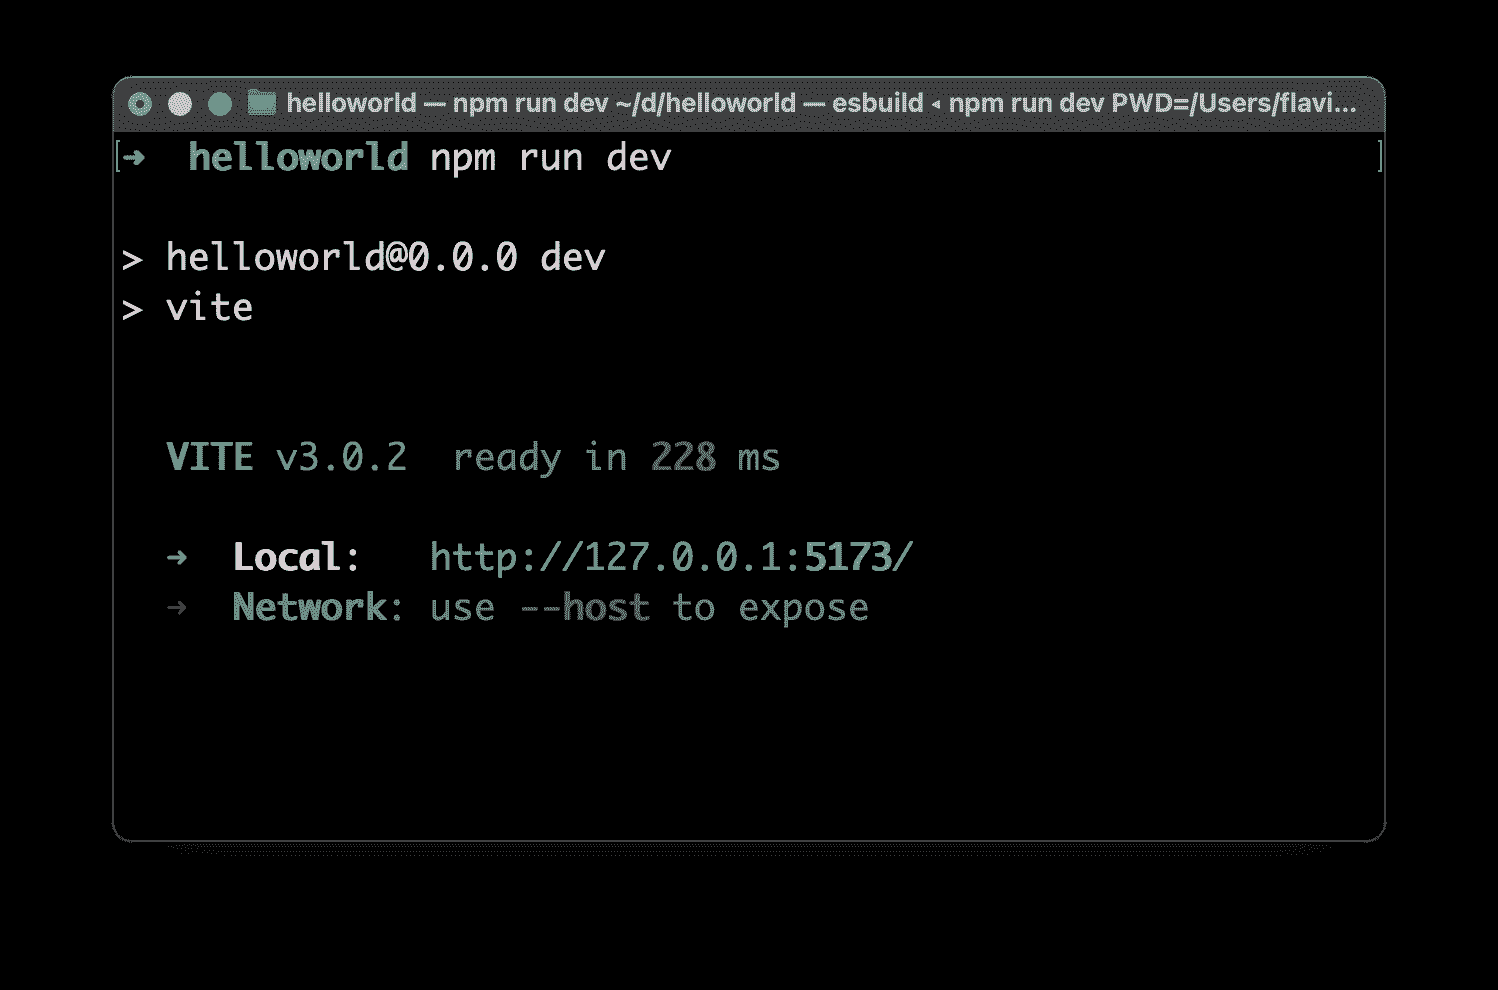 helloworld — npm run dev ~/d/helloworld — esbuild ◂ npm run dev PWD=/Users/flavi...
[➜  helloworld npm run dev ]
> helloworld@0.0.0 dev
> vite
VITE v3.0.2  ready in 228 ms
➜  Local:   http://127.0.0.1:5173/
➜  Network: use --host to expose